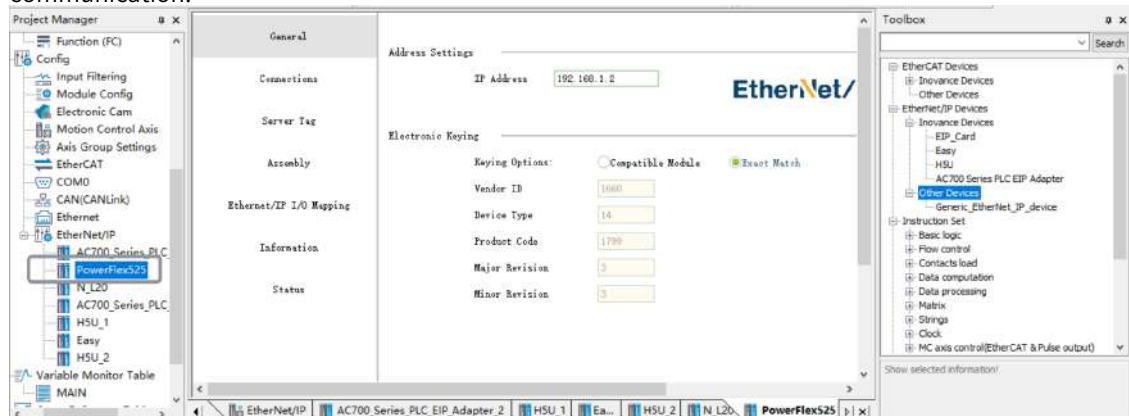 communication.
Project Manager
Function (FC)
Config
Input Filtering
Module Config
Electronic Cam
Motion Control Axis
Axis Group Settings
EtherCAT
COM0
CAN(CANLink)
Ethernet
EtherNet/IP
AC700_Series_PLC
PowerFlex525
N_L20
AC700_Series_PLC
H5U_1
Easy
H5U_2
Variable Monitor Table
MAIN
General
Connections
Server Tag
Assembly
Ethernet/IP I/O Mapping
Information
Status
Address Settings
IP Address 192.168.1.2
EtherNet/
Electronic Keying
Keying Options: Compatible Module Exact Match
Vendor ID
Device Type 14
Product Code 1799
Major Revision 3
Minor Revision 3
EtherNet/IP AC700_Series_PLC_EIP_Adapter_2 H5U_1 Ea... H5U_2 N_L20 PowerFlex525
Toolbox
Search
EtherCAT Devices
Inovance Devices
Other Devices
EtherNet/IP Devices
Inovance Devices
EIP_Card
Easy
H5U
AC700 Series PLC EIP Adapter
Other Devices
Generic_EtherNet_IP_device
Instruction Set
Basic logic
Flow control
Contacts load
Data computation
Data processing
Matrix
Strings
Clock
MC axis control(EtherCAT & Pulse output)
Show selected information!